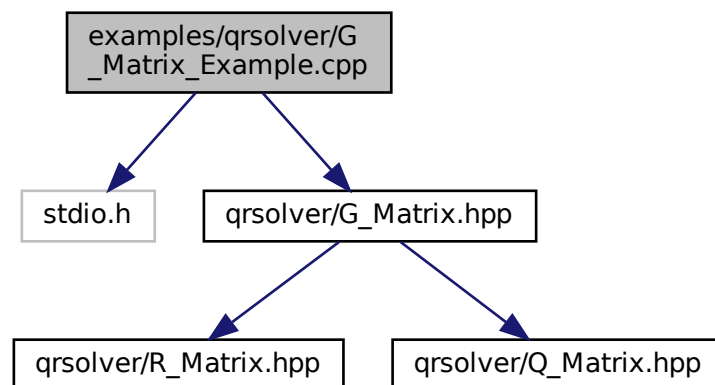 examples/qrsolver/G
_Matrix_Example.cpp
stdio.h
qrsolver/G_Matrix.hpp
qrsolver/R_Matrix.hpp
qrsolver/Q_Matrix.hpp